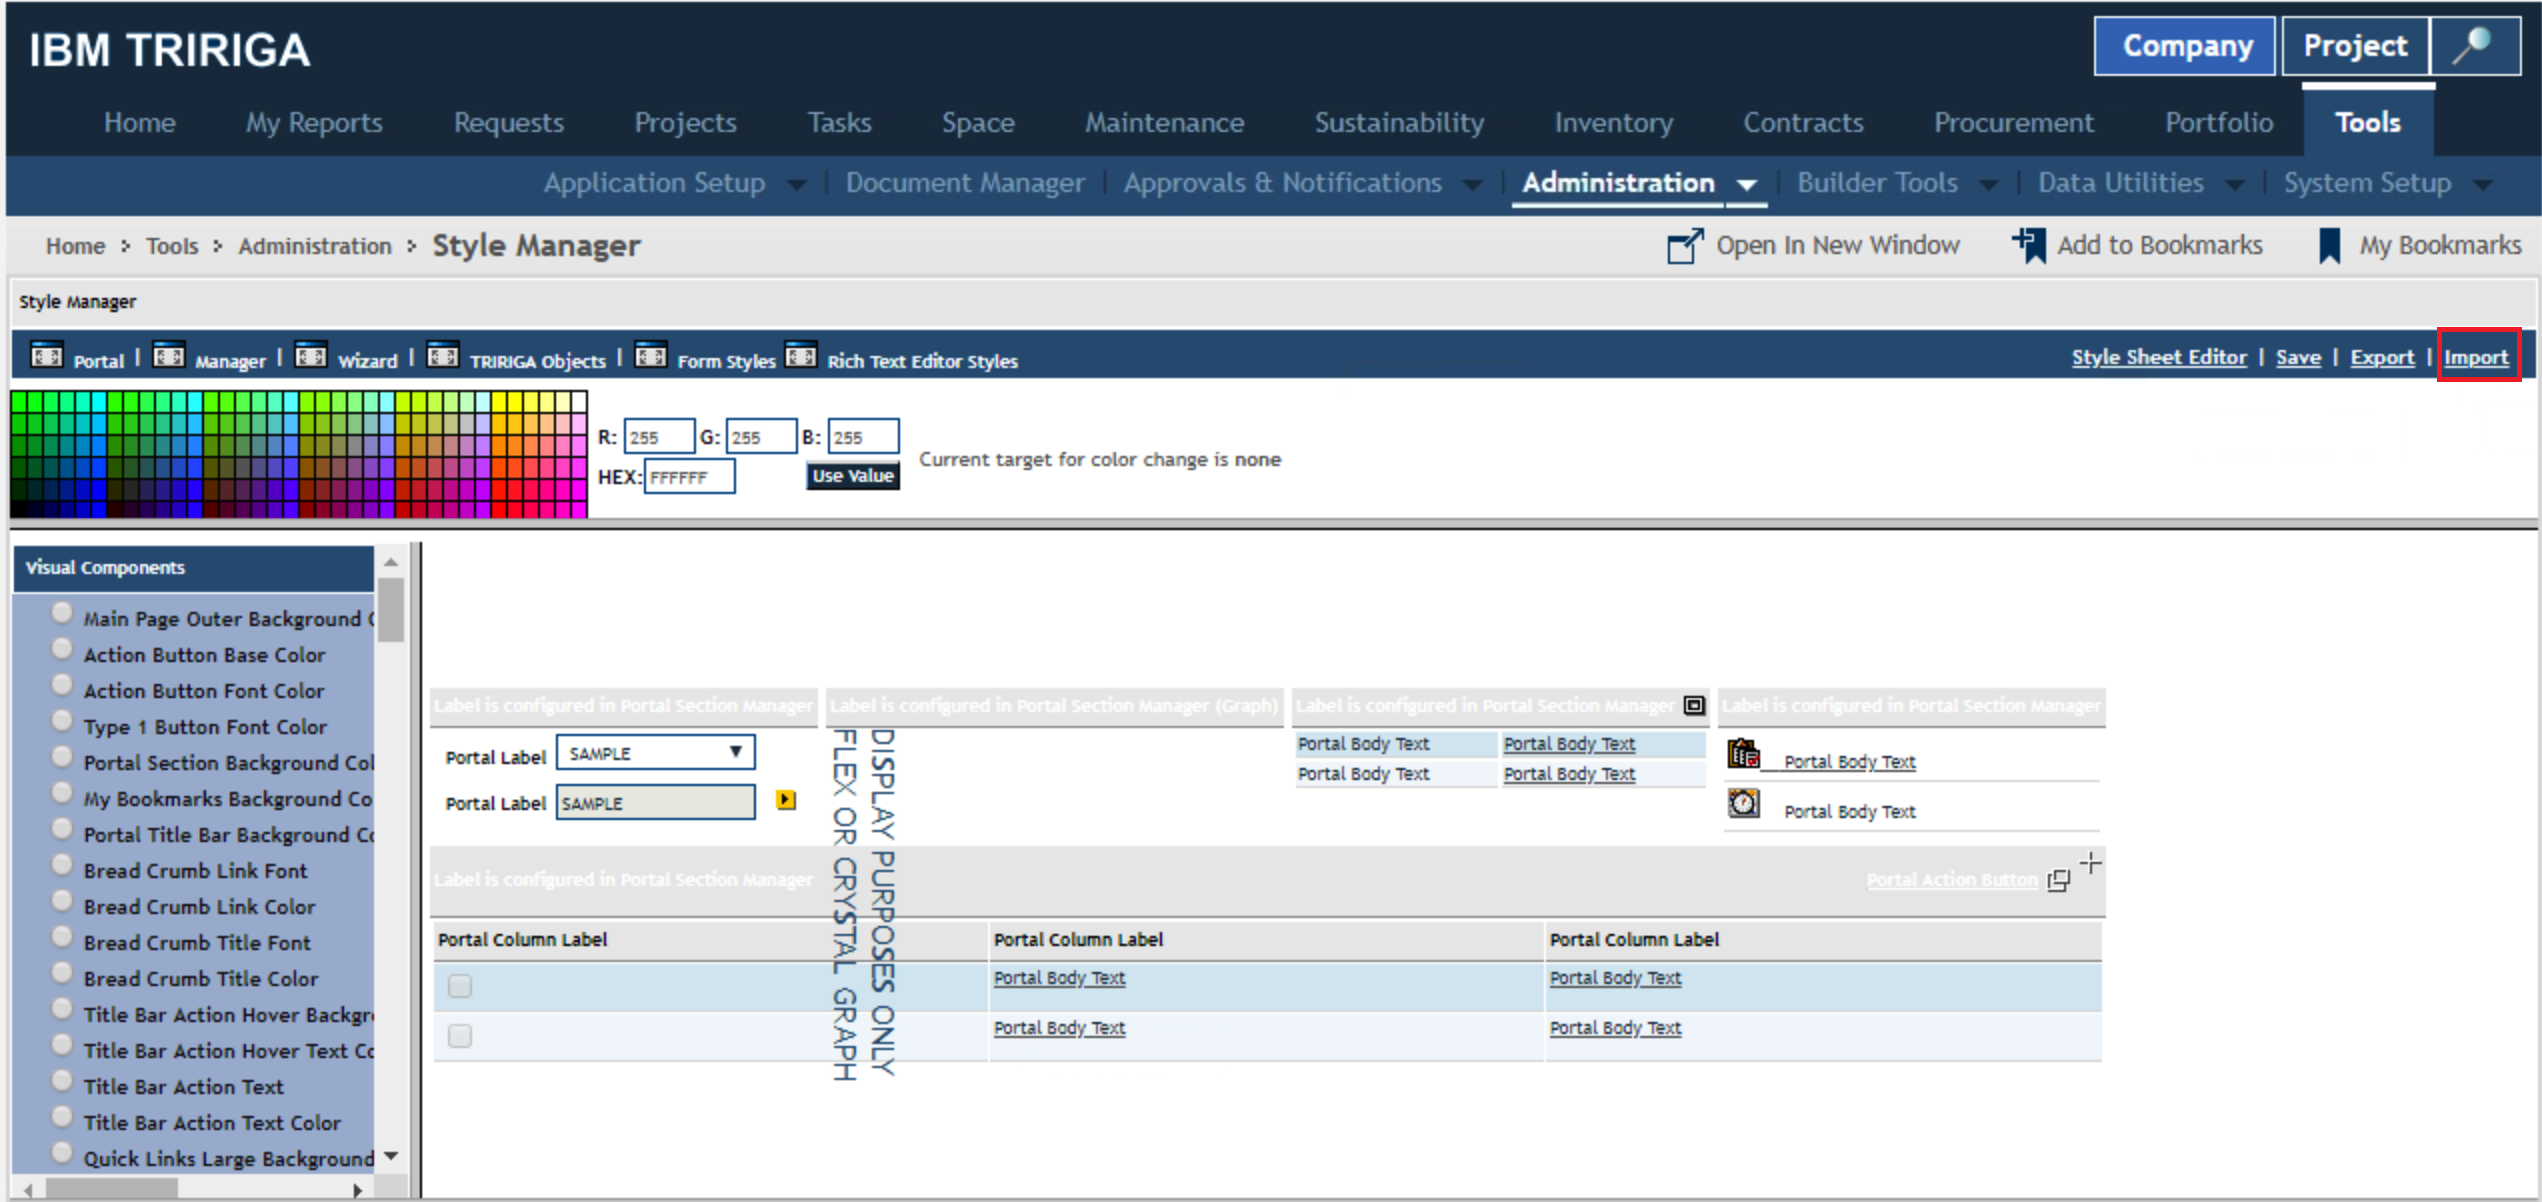 IBM TRIRIGA
Company Project
Home My Reports Requests Projects Tasks Space Maintenance Sustainability Inventory Contracts Procurement Portfolio Tools
Application Setup | Document Manager | Approvals & Notifications | Administration | Builder Tools | Data Utilities | System Setup
Home > Tools > Administration > Style Manager Open In New Window Add to Bookmarks My Bookmarks
Style Manager
Portal | Manager | Wizard | TRIRIGA Objects | Form Styles Rich Text Editor Styles Style Sheet Editor | Save | Export | Import
R: 255 G: 255 B: 255
Current target for color change is none
HEX: FFFFFF Use Value
Visual Components
Main Page Outer Background C
Action Button Base Color
Action Button Font Color
Type 1 Button Font Color
Portal Section Background Col
My Bookmarks Background Co
Portal Title Bar Background Co
Bread Crumb Link Font
Bread Crumb Link Color
Bread Crumb Title Font
Bread Crumb Title Color
Title Bar Action Hover Backgr
Title Bar Action Hover Text Co
Title Bar Action Text
Title Bar Action Text Color
Quick Links Large Background
Label is configured in Portal Section Manager Label is configured in Portal Section Manager (Graph) Label is configured in Portal Section Manager Label is configured in Portal Section Manager
Portal Label SAMPLE
Portal Label SAMPLE
DISPLAY PURPOSES ONLY
FLEX OR CRYSTAL GRAPH
Portal Body Text Portal Body Text
Portal Body Text Portal Body Text
Portal Body Text
Portal Body Text
Label is configured in Portal Section Manager Portal Action Button
Portal Column Label Portal Column Label Portal Column Label
Portal Body Text Portal Body Text
Portal Body Text Portal Body Text